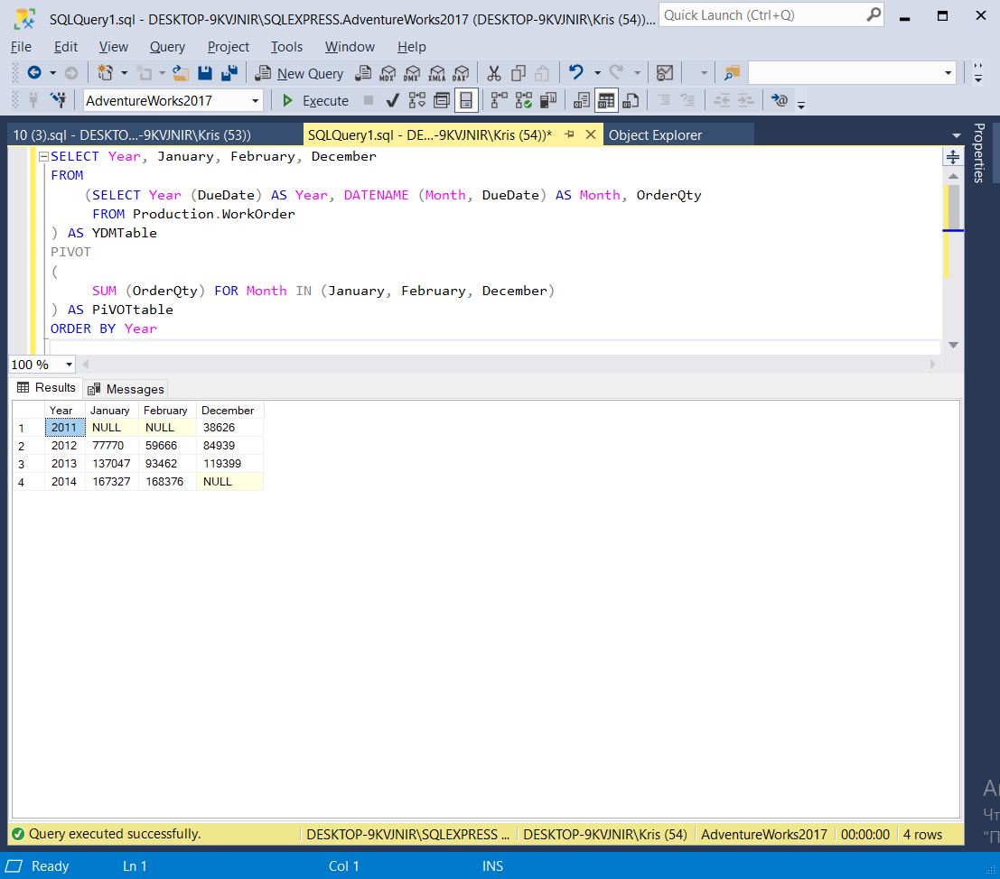 SQLQuery1.sql - DESKTOP-9KVJNIR\SQLEXPRESS.AdventureWorks2017 (DESKTOP-9KVJNIR\Kris (54))...
Quick Launch (Ctrl+Q)
File Edit View Query Project Tools Window Help
New Query MDX DMX XMLA DAX
AdventureWorks2017 Execute
10 (3).sql - DESKTO...-9KVJNIR\Kris (53))
SQLQuery1.sql - DE...-9KVJNIR\Kris (54))*
Object Explorer
Properties
SELECT Year, January, February, December
FROM
(SELECT Year (DueDate) AS Year, DATENAME (Month, DueDate) AS Month, OrderQty
FROM Production.WorkOrder
) AS YDMTable
PIVOT
(
SUM (OrderQty) FOR Month IN (January, February, December)
) AS PiVOTtable
ORDER BY Year
100 %
Results Messages
Year January February December
1 2011 NULL NULL 38626
2 2012 77770 59666 84939
3 2013 137047 93462 119399
4 2014 167327 168376 NULL
Query executed successfully. DESKTOP-9KVJNIR\SQLEXPRESS ... DESKTOP-9KVJNIR\Kris (54) AdventureWorks2017 00:00:00 4 rows
Ready Ln 1 Col 1 INS